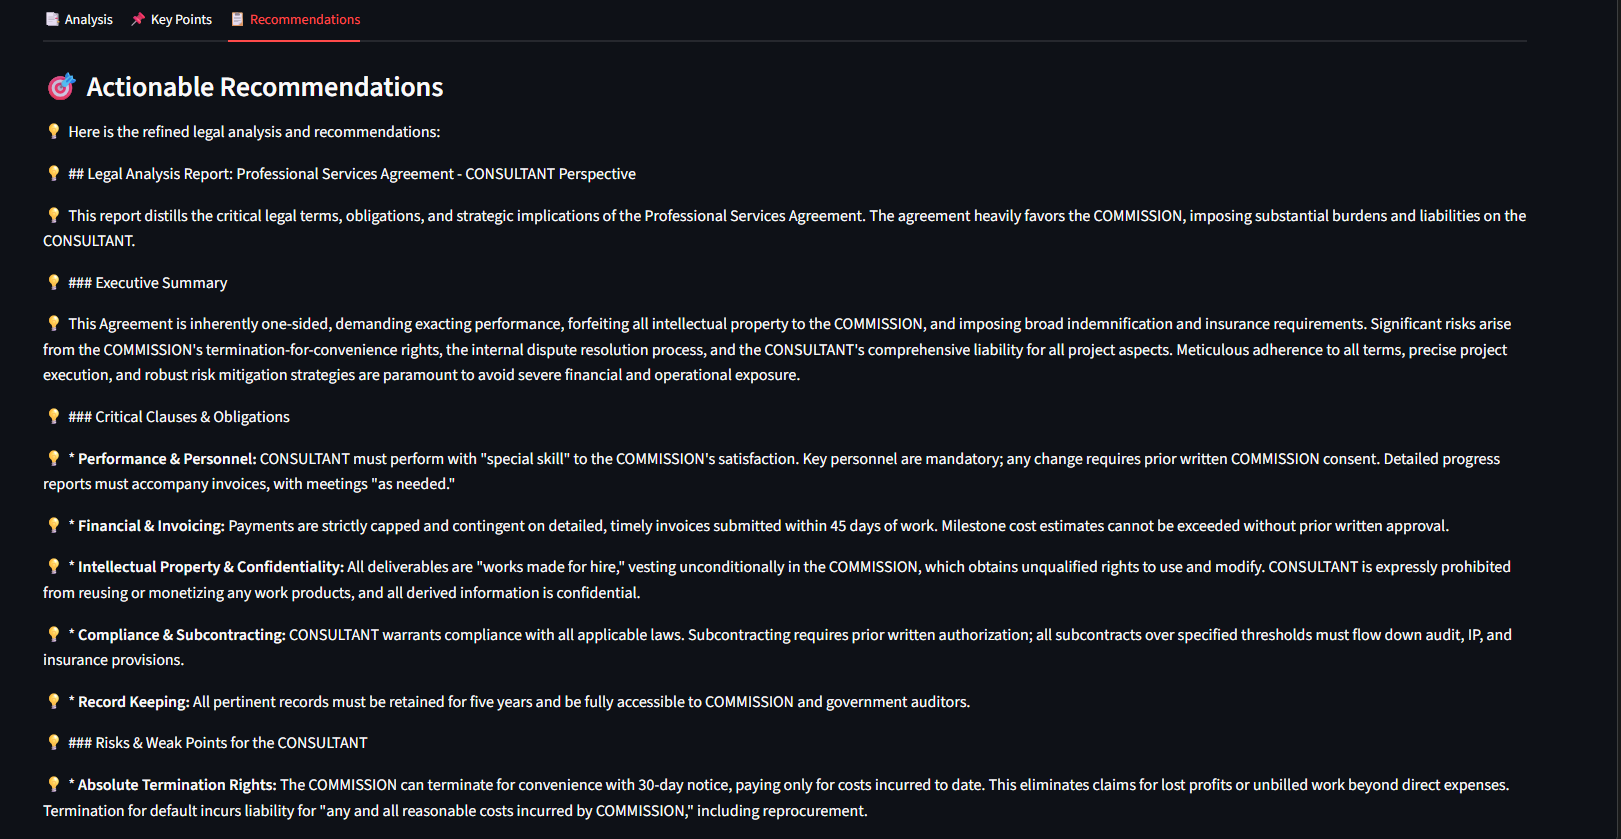 Analysis Key Points Recommendations
Actionable Recommendations
Here is the refined legal analysis and recommendations:
## Legal Analysis Report: Professional Services Agreement - CONSULTANT Perspective
This report distills the critical legal terms, obligations, and strategic implications of the Professional Services Agreement. The agreement heavily favors the COMMISSION, imposing substantial burdens and liabilities on the
CONSULTANT.
### Executive Summary
This Agreement is inherently one-sided, demanding exacting performance, forfeiting all intellectual property to the COMMISSION, and imposing broad indemnification and insurance requirements. Significant risks arise
from the COMMISSION's termination-for-convenience rights, the internal dispute resolution process, and the CONSULTANT's comprehensive liability for all project aspects. Meticulous adherence to all terms, precise project
execution, and robust risk mitigation strategies are paramount to avoid severe financial and operational exposure.
### Critical Clauses & Obligations
* Performance & Personnel: CONSULTANT must perform with "special skill" to the COMMISSION's satisfaction. Key personnel are mandatory; any change requires prior written COMMISSION consent. Detailed progress
reports must accompany invoices, with meetings "as needed."
* Financial & Invoicing: Payments are strictly capped and contingent on detailed, timely invoices submitted within 45 days of work. Milestone cost estimates cannot be exceeded without prior written approval.
* Intellectual Property & Confidentiality: All deliverables are "works made for hire," vesting unconditionally in the COMMISSION, which obtains unqualified rights to use and modify. CONSULTANT is expressly prohibited
from reusing or monetizing any work products, and all derived information is confidential.
* Compliance & Subcontracting: CONSULTANT warrants compliance with all applicable laws. Subcontracting requires prior written authorization; all subcontracts over specified thresholds must flow down audit, IP, and
insurance provisions.
* Record Keeping: All pertinent records must be retained for five years and be fully accessible to COMMISSION and government auditors.
### Risks & Weak Points for the CONSULTANT
* Absolute Termination Rights: The COMMISSION can terminate for convenience with 30-day notice, paying only for costs incurred to date. This eliminates claims for lost profits or unbilled work beyond direct expenses.
Termination for default incurs liability for "any and all reasonable costs incurred by COMMISSION," including reprocurement.